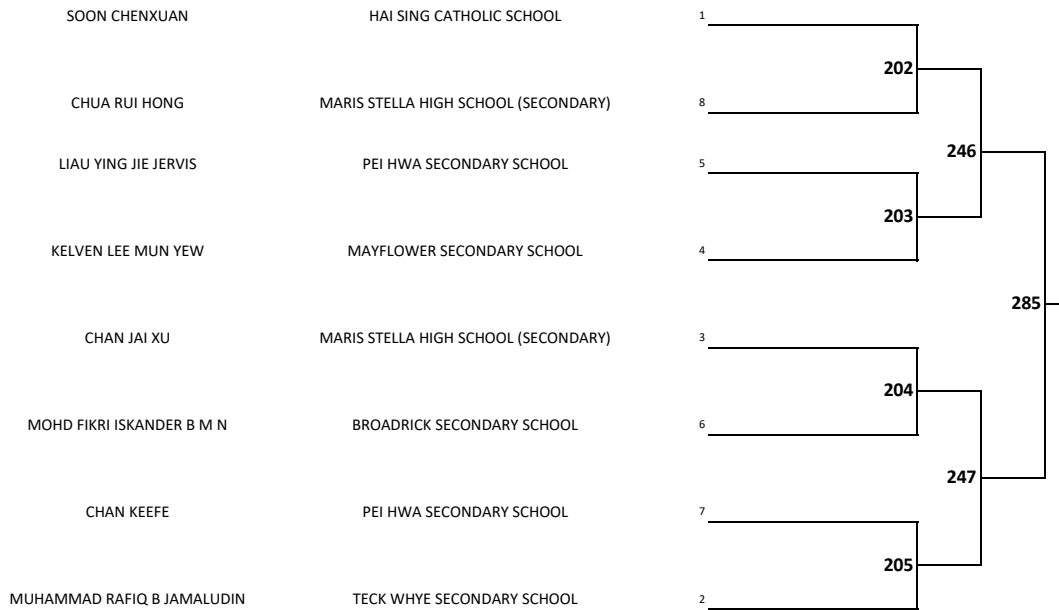 SOON CHENXUAN HAI SING CATHOLIC SCHOOL 1
202
CHUA RUI HONG MARIS STELLA HIGH SCHOOL (SECONDARY) 8
246
LIAU YING JIE JERVIS PEI HWA SECONDARY SCHOOL 5
203
KELVEN LEE MUN YEW MAYFLOWER SECONDARY SCHOOL 4
285
CHAN JAI XU MARIS STELLA HIGH SCHOOL (SECONDARY) 3
204
MOHD FIKRI ISKANDER B M N BROADRICK SECONDARY SCHOOL 6
247
CHAN KEEFE PEI HWA SECONDARY SCHOOL 7
205
MUHAMMAD RAFIQ B JAMALUDIN TECK WHYE SECONDARY SCHOOL 2